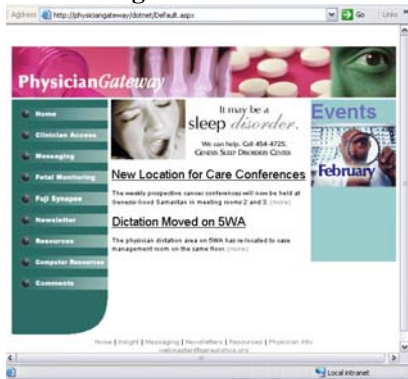 Address http://physiciangateway/dotnet/Default.aspx Go Links
PhysicianGateway
Home
Clinician Access
Messaging
Fetal Monitoring
Fuji Synapse
Newsletter
Resources
Computer Resources
Comments
It may be a
sleep disorder.
We can help. Call 454-4725.
GENESIS SLEEP DISORDERS CENTER
New Location for Care Conferences
The weekly prospective cancer conferences will now be held at
Genesis-Good Samaritan in meeting rooms 2 and 3. (more)
Dictation Moved on 5WA
The physician dictation area on 5WA has re-located to case
management room on the same floor. (more)
Events
February
Home | Insight | Messaging | Newsletters | Resources | Physician Info
Local intranet